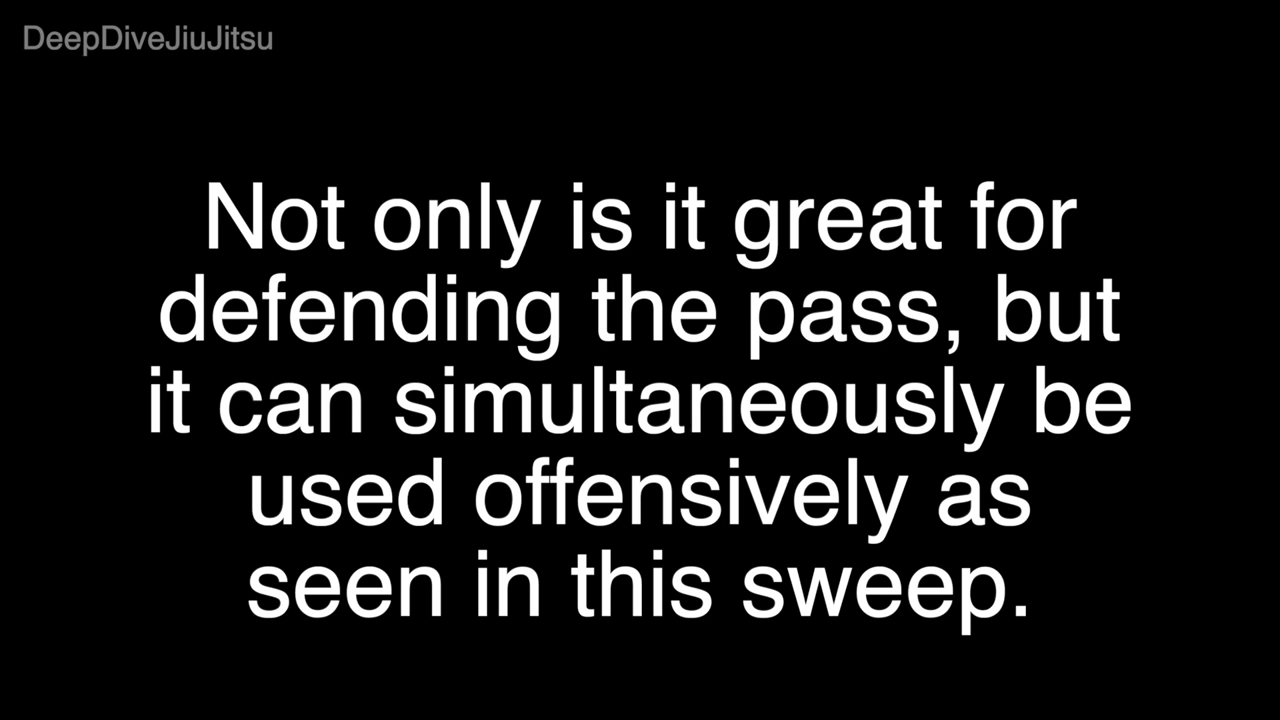 DeepDiveJiuJitsu
Not only is it great for
defending the pass, but
it can simultaneously be
used offensively as
seen in this sweep.